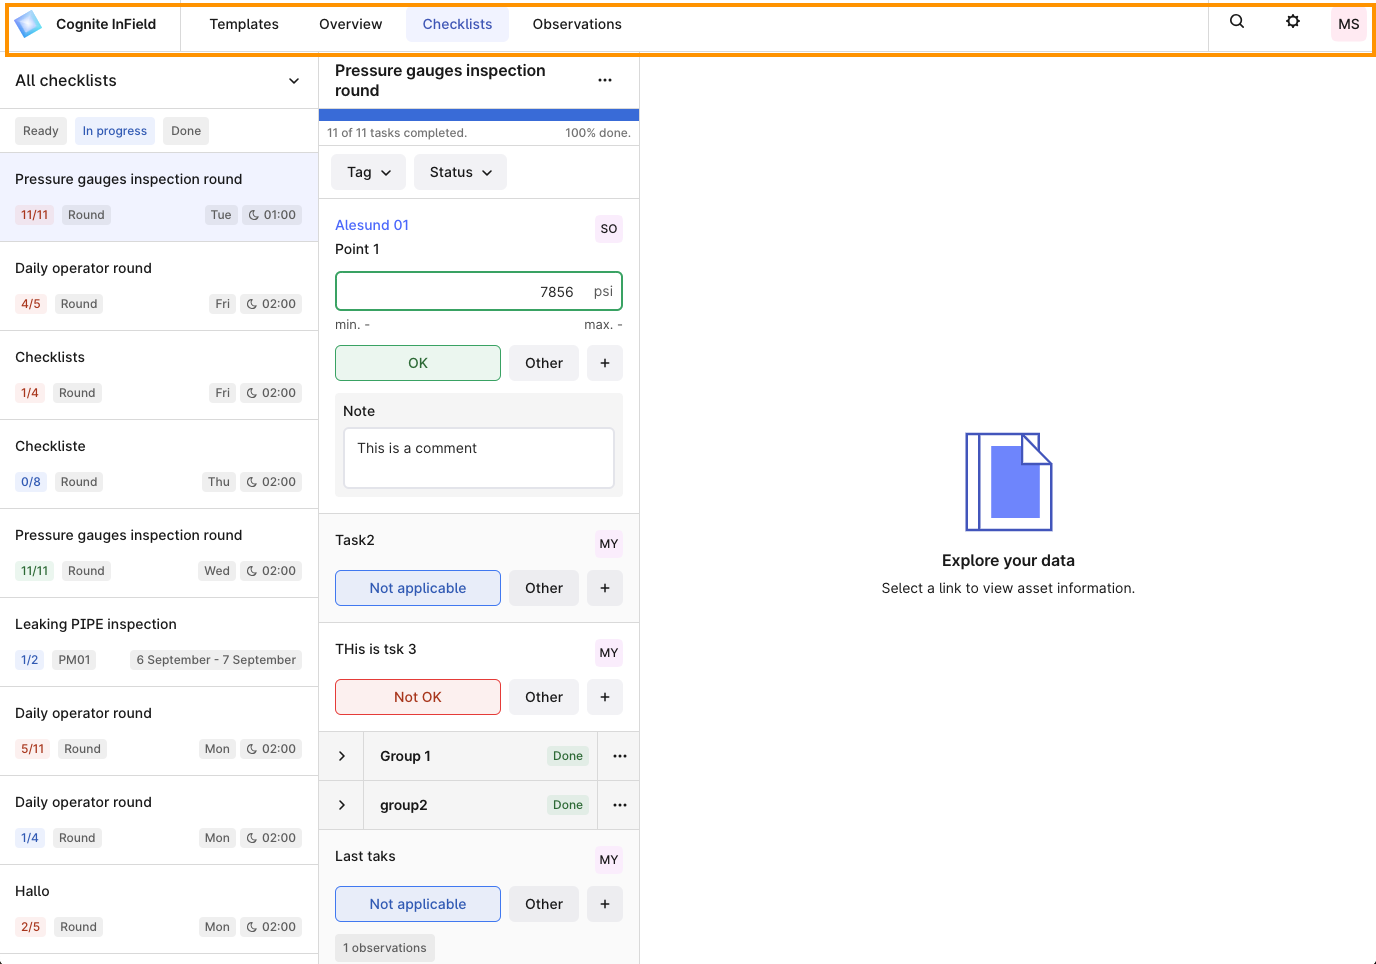 Cognite InField
Templates
Overview
Checklists
Observations
MS
All checklists
Ready
In progress
Done
Pressure gauges inspection round
11/11
Round
Tue
01:00
Daily operator round
4/5
Round
Fri
02:00
Checklists
1/4
Round
Fri
02:00
Checkliste
0/8
Round
Thu
02:00
Pressure gauges inspection round
11/11
Round
Wed
02:00
Leaking PIPE inspection
1/2
PM01
6 September - 7 September
Daily operator round
5/11
Round
Mon
02:00
Daily operator round
1/4
Round
Mon
02:00
Hallo
2/5
Round
Mon
02:00
Pressure gauges inspection
round
11 of 11 tasks completed.
100% done.
Tag
Status
Alesund 01
SO
Point 1
7856 psi
min. -
max. -
OK
Other
+
Note
This is a comment
Task2
MY
Not applicable
Other
+
THis is tsk 3
MY
Not OK
Other
+
Group 1
Done
group2
Done
Last taks
MY
Not applicable
Other
+
1 observations
Explore your data
Select a link to view asset information.